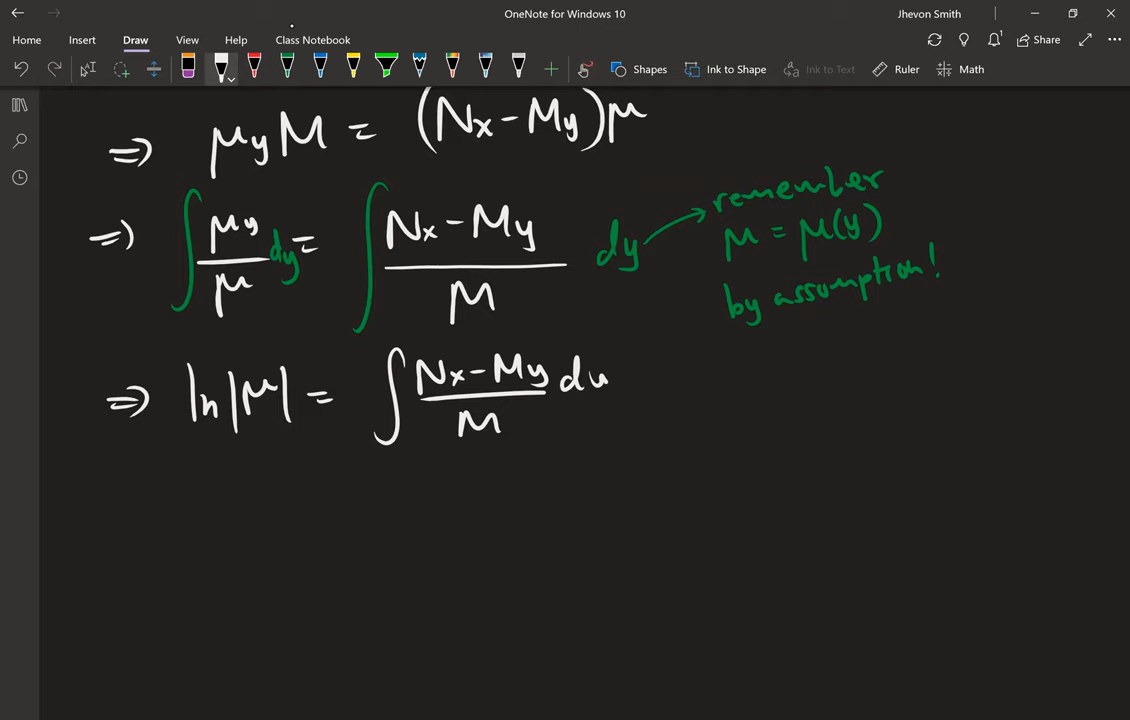 OneNote for Windows 10
Jhevon Smith
Home Insert Draw View Help Class Notebook
Share
Shapes Ink to Shape Ink to Text Ruler Math
⇒ μyM = (Nx - My)μ
⇒ ∫ μy/μ dy = ∫ (Nx - My)/M dy → remember
μ = μ(y)
by assumption!
⇒ ln|μ| = ∫ (Nx - My)/M du